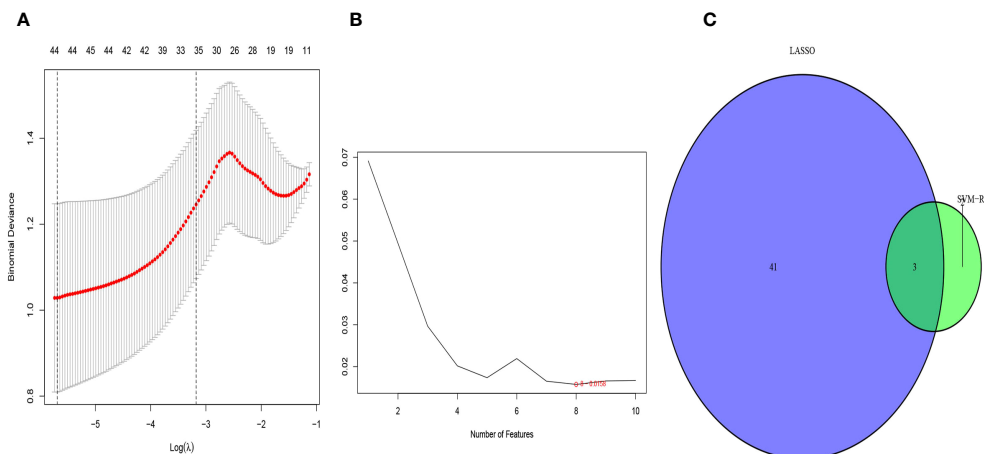 A
44 44 45 44 42 42 39 33 35 30 26 28 19 19 11
Binomial Deviance
1.4
1.2
1.0
0.8
−5 −4 −3 −2 −1
Log(λ)
B
0.07
0.06
0.05
0.04
0.03
0.02
2 4 6 8 10
Number of Features
C
LASSO
SVM−R
41
3